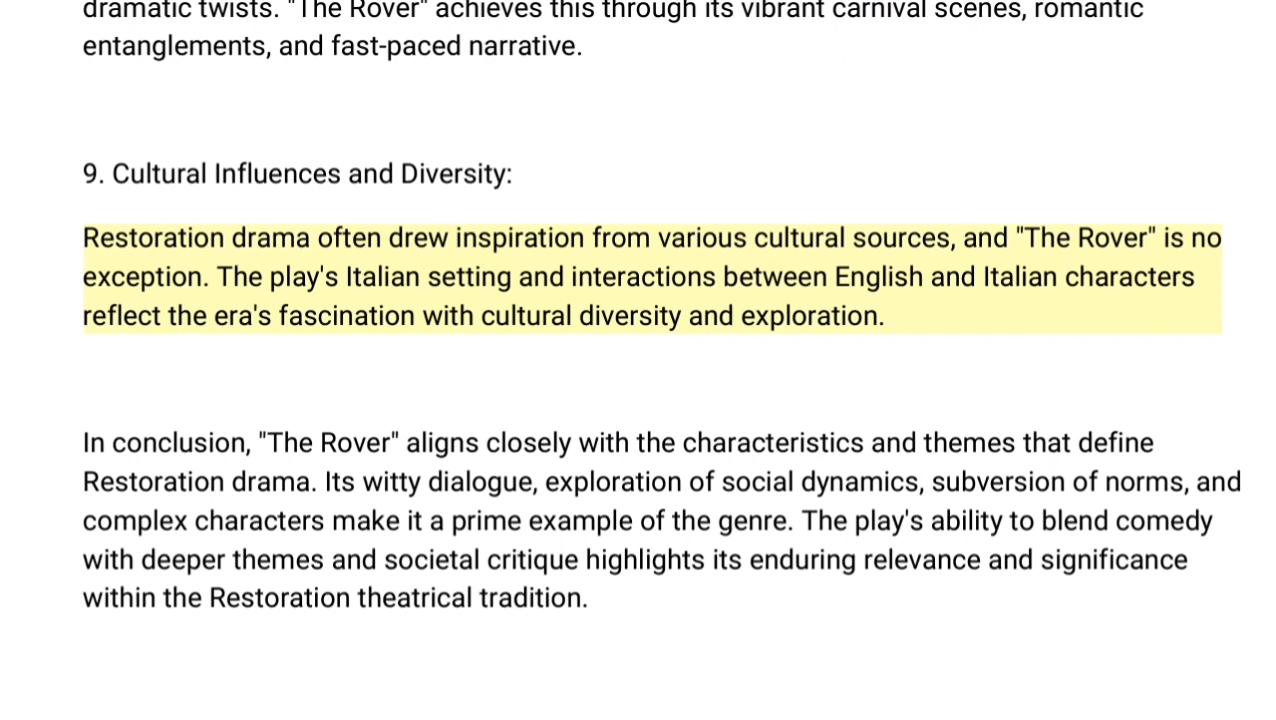 dramatic twists. "The Rover" achieves this through its vibrant carnival scenes, romantic
entanglements, and fast-paced narrative.
9. Cultural Influences and Diversity:
Restoration drama often drew inspiration from various cultural sources, and "The Rover" is no
exception. The play's Italian setting and interactions between English and Italian characters
reflect the era's fascination with cultural diversity and exploration.
In conclusion, "The Rover" aligns closely with the characteristics and themes that define
Restoration drama. Its witty dialogue, exploration of social dynamics, subversion of norms, and
complex characters make it a prime example of the genre. The play's ability to blend comedy
with deeper themes and societal critique highlights its enduring relevance and significance
within the Restoration theatrical tradition.